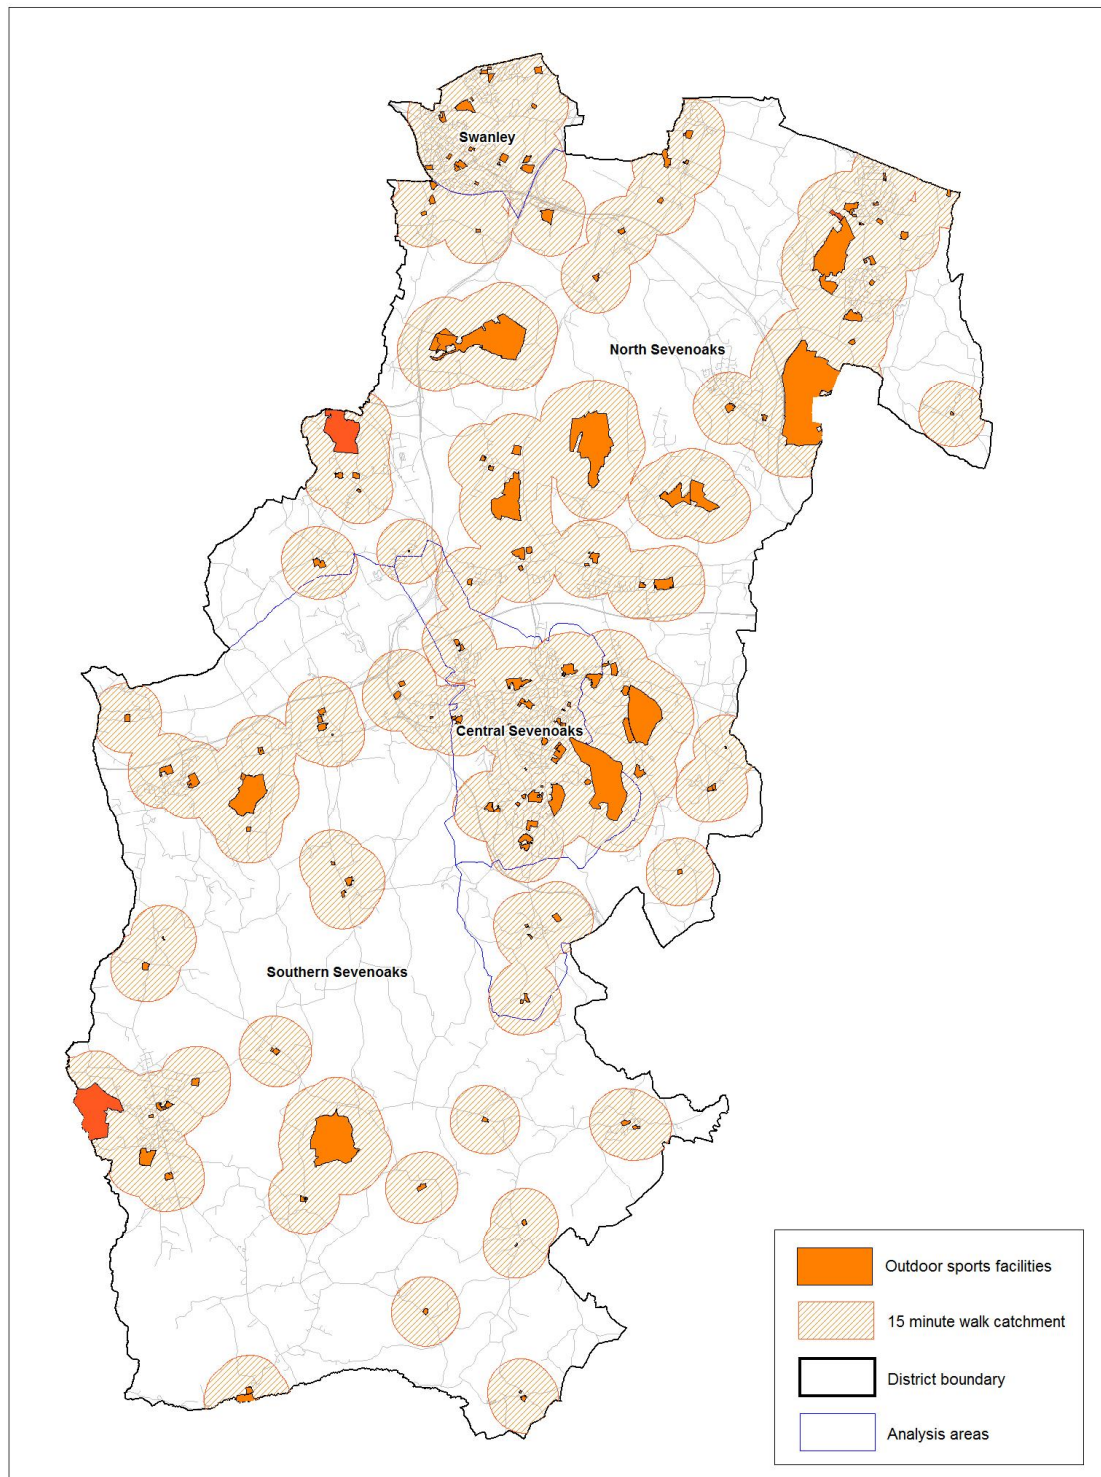 Swanley
North Sevenoaks
Central Sevenoaks
Southern Sevenoaks
Outdoor sports facilities
15 minute walk catchment
District boundary
Analysis areas